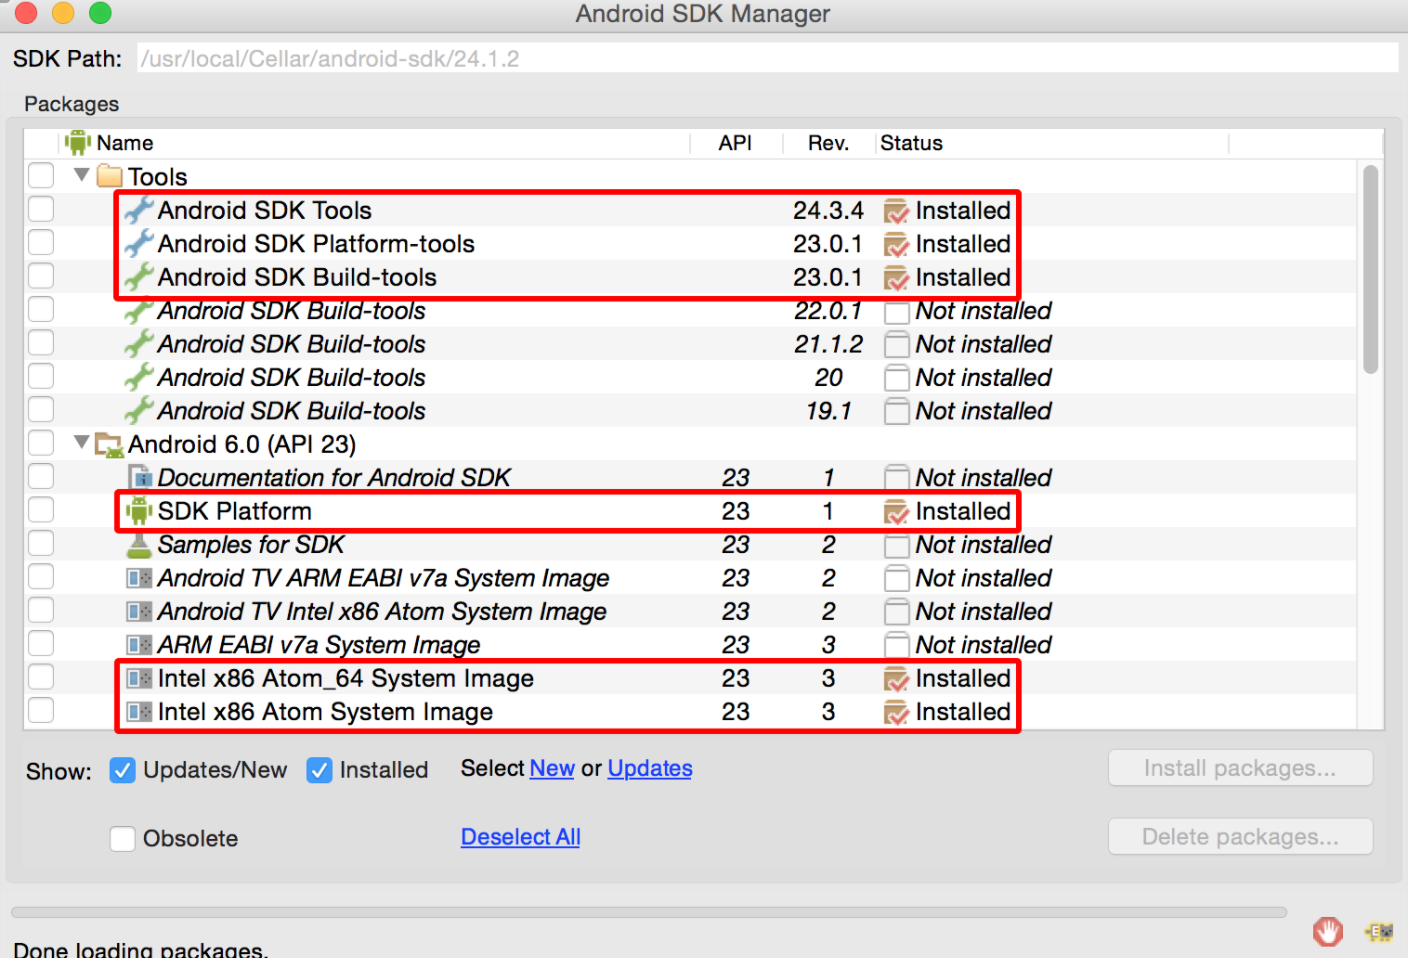 Android SDK Manager
SDK Path: /usr/local/Cellar/android-sdk/24.1.2
Packages
Name API Rev. Status
Tools
Android SDK Tools 24.3.4 Installed
Android SDK Platform-tools 23.0.1 Installed
Android SDK Build-tools 23.0.1 Installed
Android SDK Build-tools 22.0.1 Not installed
Android SDK Build-tools 21.1.2 Not installed
Android SDK Build-tools 20 Not installed
Android SDK Build-tools 19.1 Not installed
Android 6.0 (API 23)
Documentation for Android SDK 23 1 Not installed
SDK Platform 23 1 Installed
Samples for SDK 23 2 Not installed
Android TV ARM EABI v7a System Image 23 2 Not installed
Android TV Intel x86 Atom System Image 23 2 Not installed
ARM EABI v7a System Image 23 3 Not installed
Intel x86 Atom_64 System Image 23 3 Installed
Intel x86 Atom System Image 23 3 Installed
Show: Updates/New Installed Select New or Updates Install packages...
Obsolete Deselect All Delete packages...
Done loading packages.